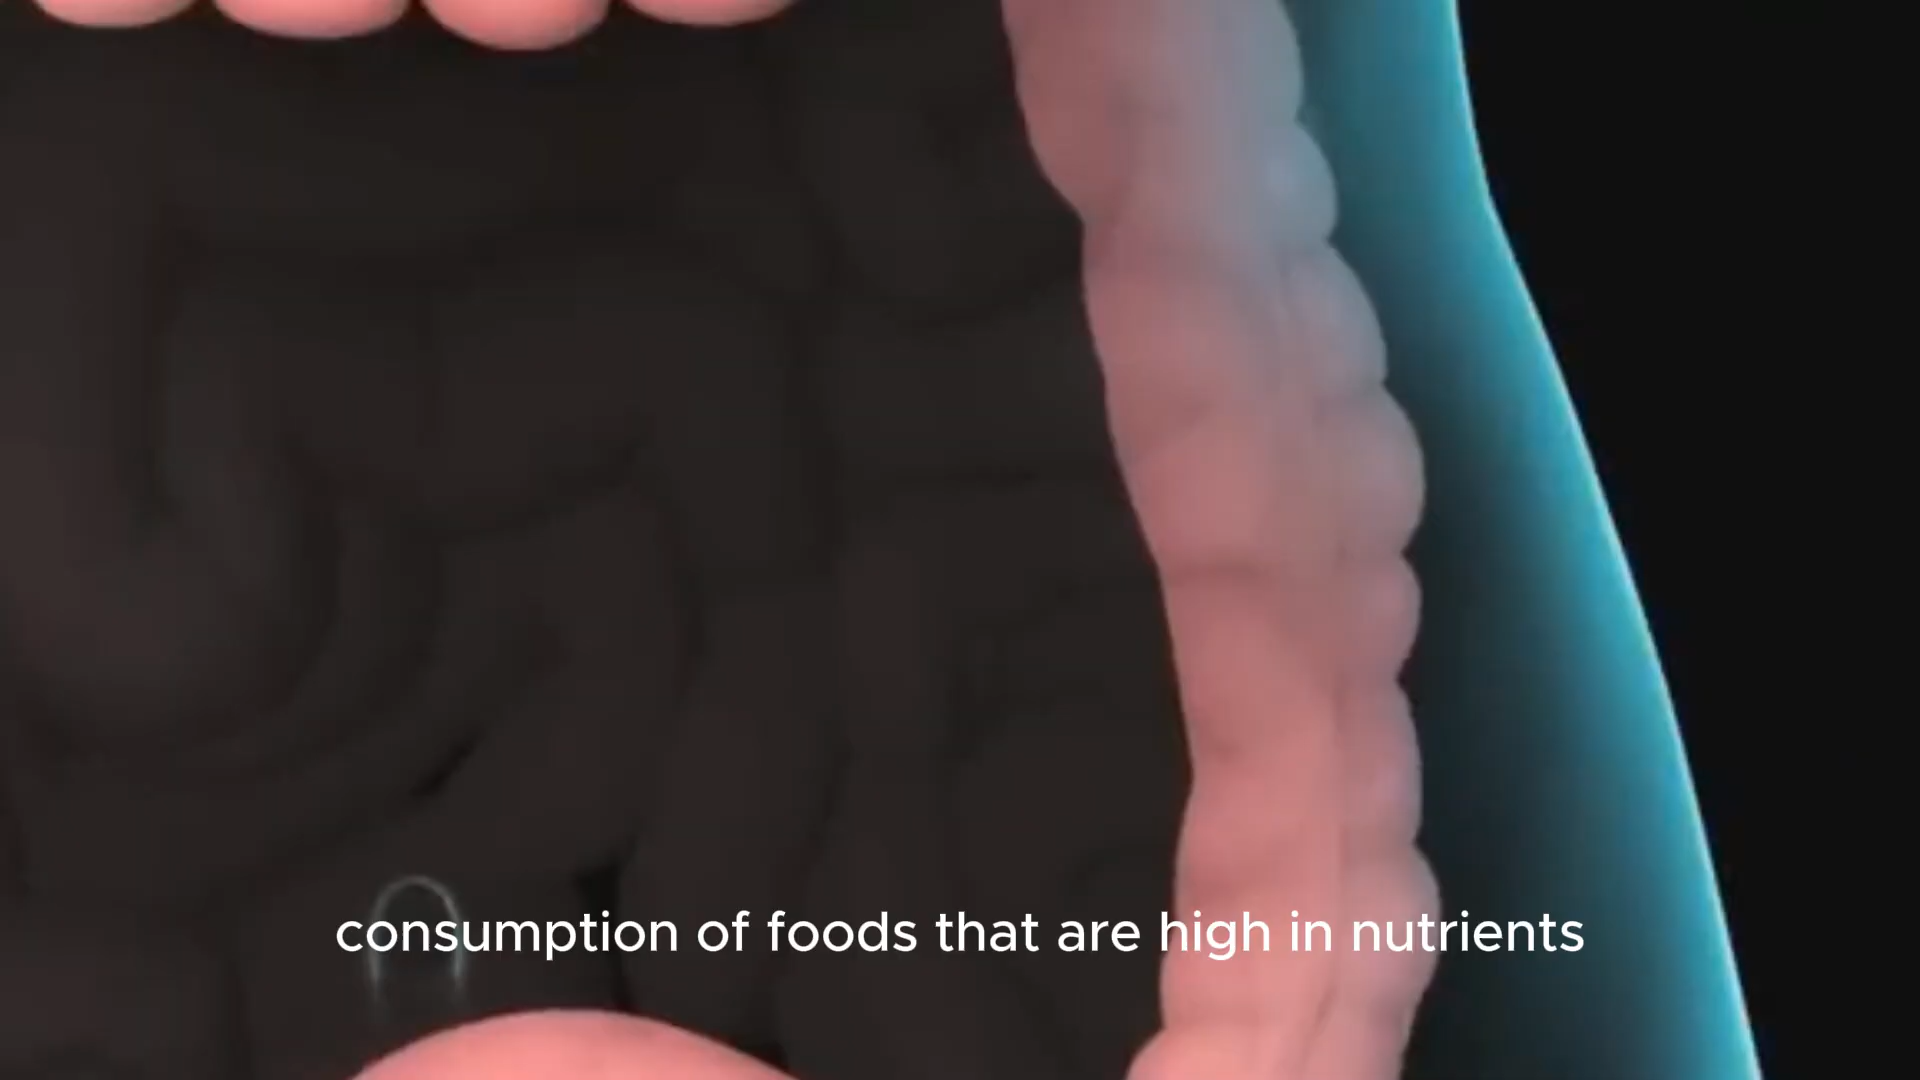 consumption of foods that are high in nutrients